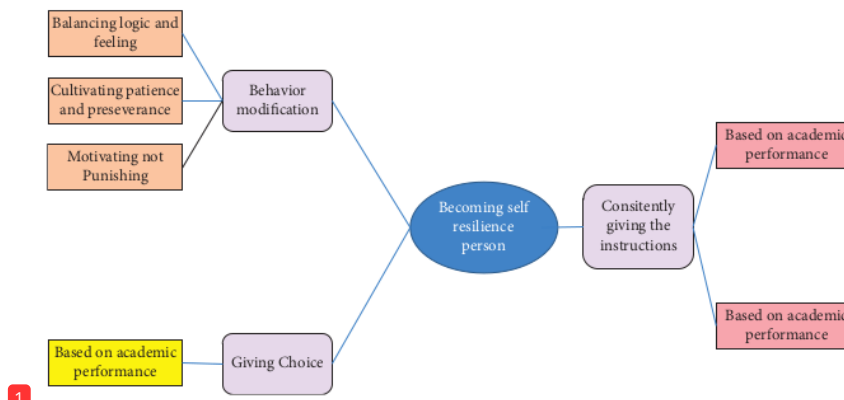 Balancing logic and
feeling
Cultivating patience
and preseverance
Motivating not
Punishing
Behavior
modification
Becoming self
resilience
person
Consitently
giving the
instructions
Based on academic
performance
Based on academic
performance
Based on academic
performance
Giving Choice
1